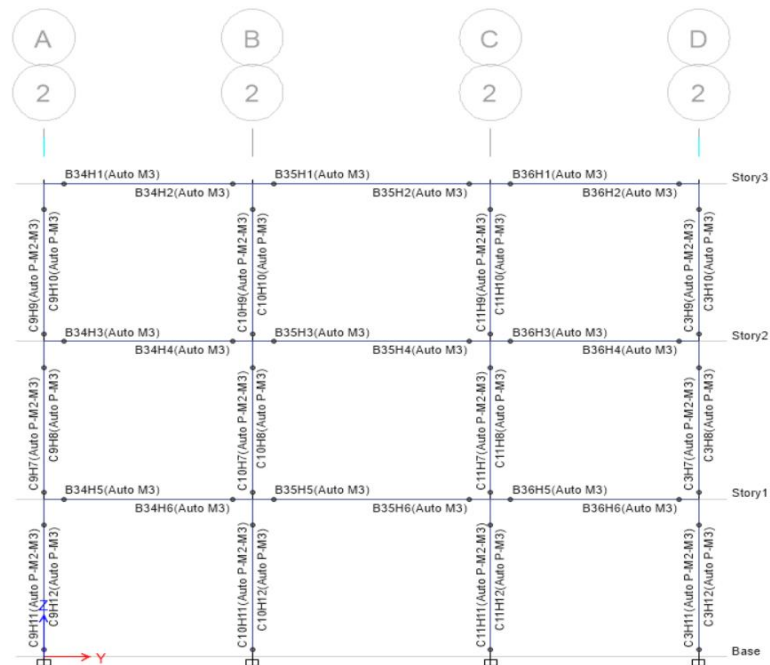 A
B
C
D
2
2
2
2
B34H1(Auto M3)
B35H1(Auto M3)
B36H1(Auto M3)
Story3
B34H2(Auto M3)
B35H2(Auto M3)
B36H2(Auto M3)
C9H9(Auto P-M2-M3)
C9H10(Auto P-M3)
C10H9(Auto P-M2-M3)
C10H10(Auto P-M3)
C11H9(Auto P-M2-M3)
C11H10(Auto P-M3)
C3H9(Auto P-M2-M3)
C3H10(Auto P-M3)
B34H3(Auto M3)
B35H3(Auto M3)
B36H3(Auto M3)
Story2
B34H4(Auto M3)
B35H4(Auto M3)
B36H4(Auto M3)
C9H7(Auto P-M2-M3)
C9H8(Auto P-M3)
C10H7(Auto P-M2-M3)
C10H8(Auto P-M3)
C11H7(Auto P-M2-M3)
C11H8(Auto P-M3)
C3H7(Auto P-M2-M3)
C3H8(Auto P-M3)
B34H5(Auto M3)
B35H5(Auto M3)
B36H5(Auto M3)
Story1
B34H6(Auto M3)
B35H6(Auto M3)
B36H6(Auto M3)
C9H11(Auto P-M2-M3)
C9H12(Auto P-M3)
C10H11(Auto P-M2-M3)
C10H12(Auto P-M3)
C11H11(Auto P-M2-M3)
C11H12(Auto P-M3)
C3H11(Auto P-M2-M3)
C3H12(Auto P-M3)
Z
Y
Base